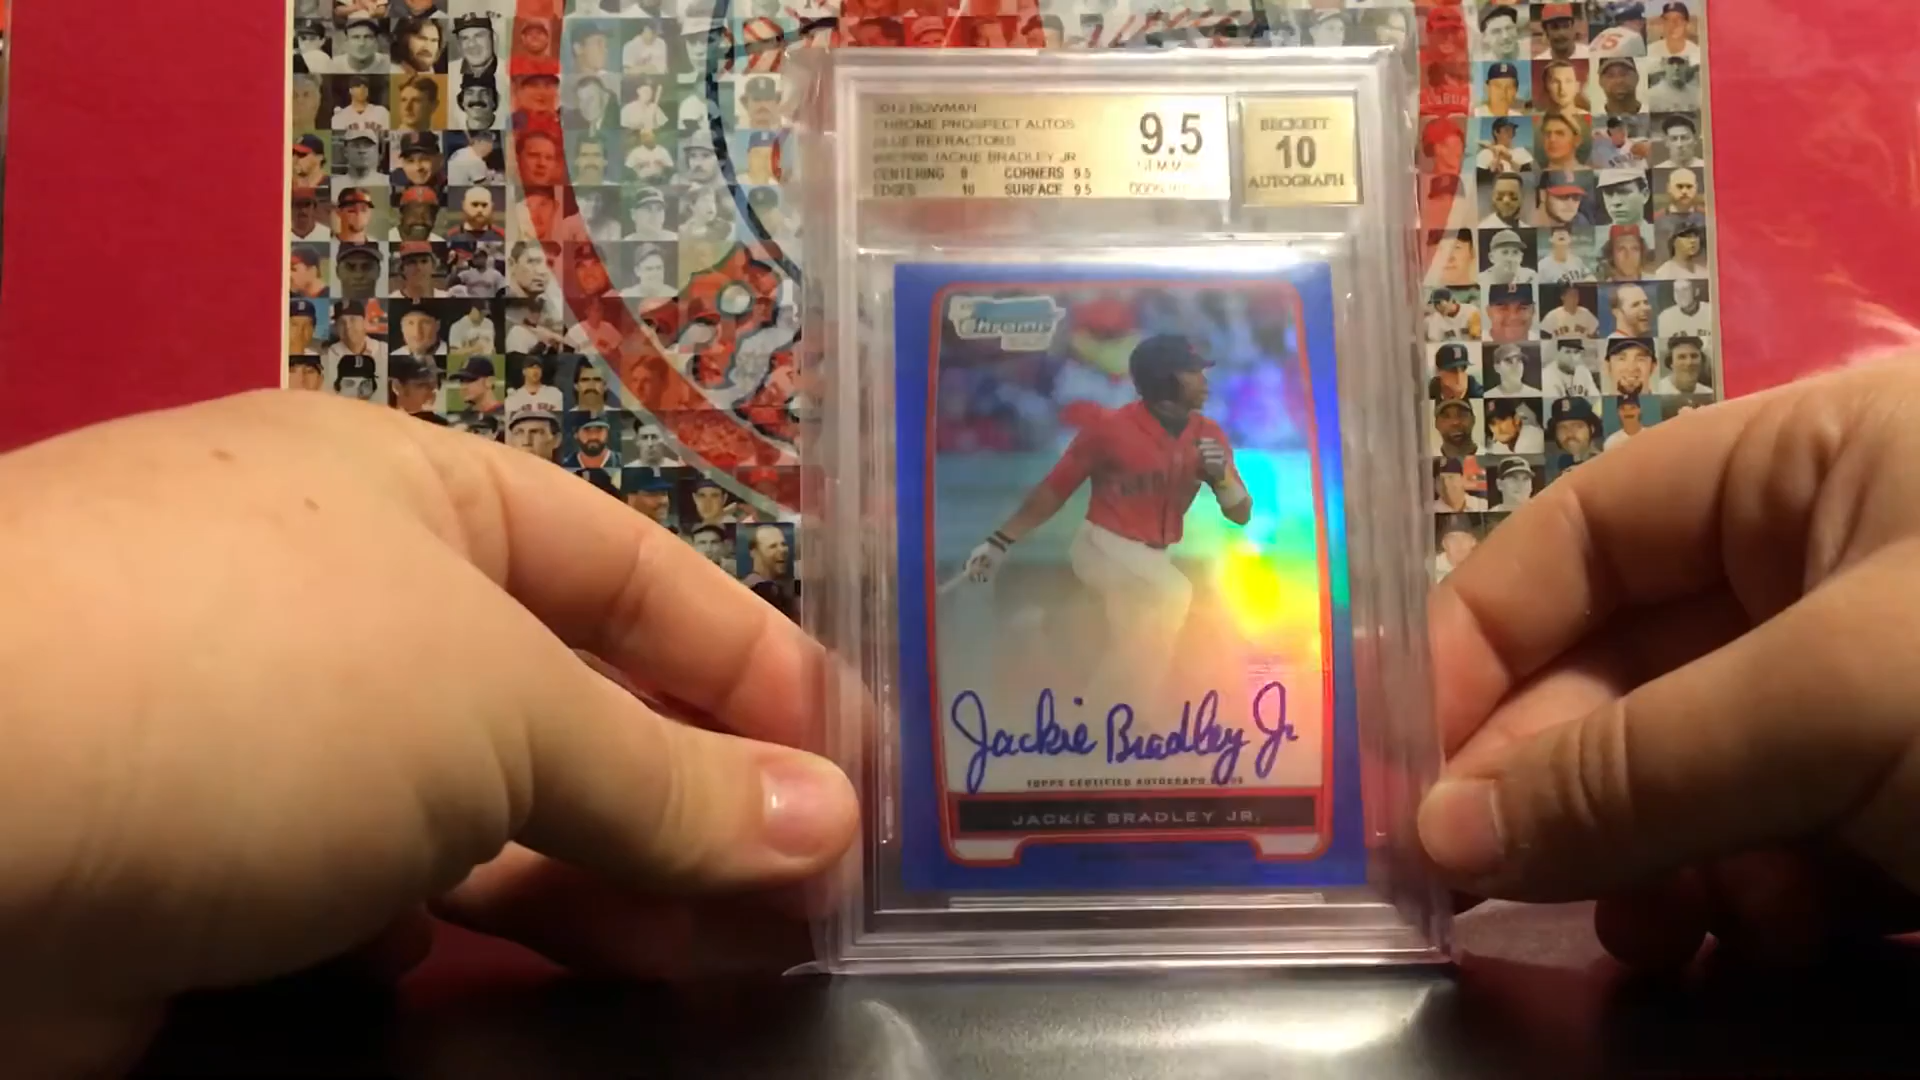 2012 BOWMAN
CHROME PROSPECT AUTOS
BLUE REFRACTORS
JACKIE BRADLEY JR
CENTERING 9 CORNERS 9.5
EDGES 10 SURFACE 9.5
9.5
GEM MINT
BECKETT
10
AUTOGRAPH
Chrome
Jackie Bradley Jr
TOPPS CERTIFIED AUTOGRAPH ISSUE
JACKIE BRADLEY JR.